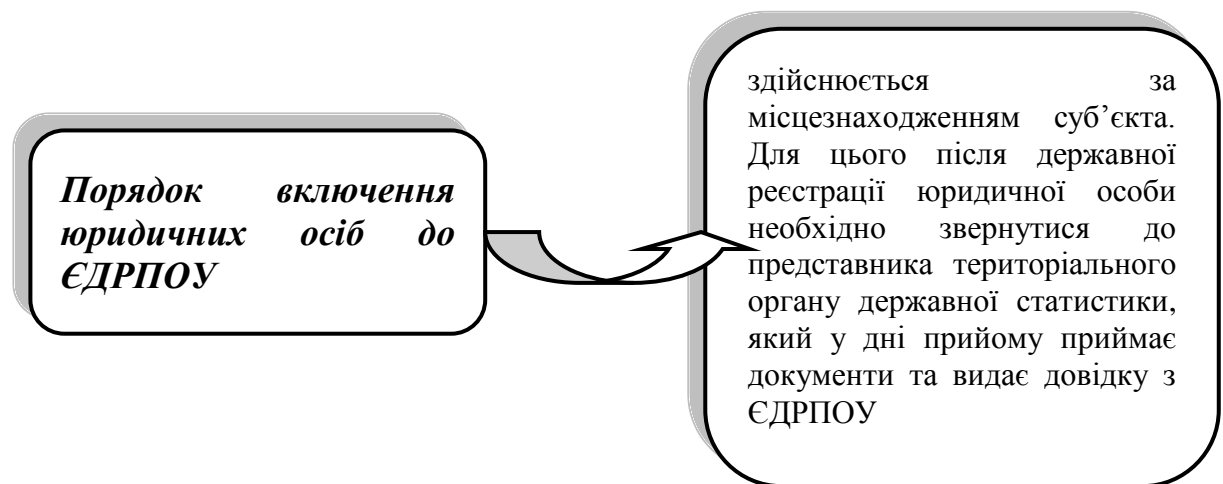 Порядок включення
юридичних осіб до
ЄДРПОУ
здійснюється за
місцезнаходженням суб’єкта.
Для цього після державної
реєстрації юридичної особи
необхідно звернутися до
представника територіального
органу державної статистики,
який у дні прийому приймає
документи та видає довідку з
ЄДРПОУ